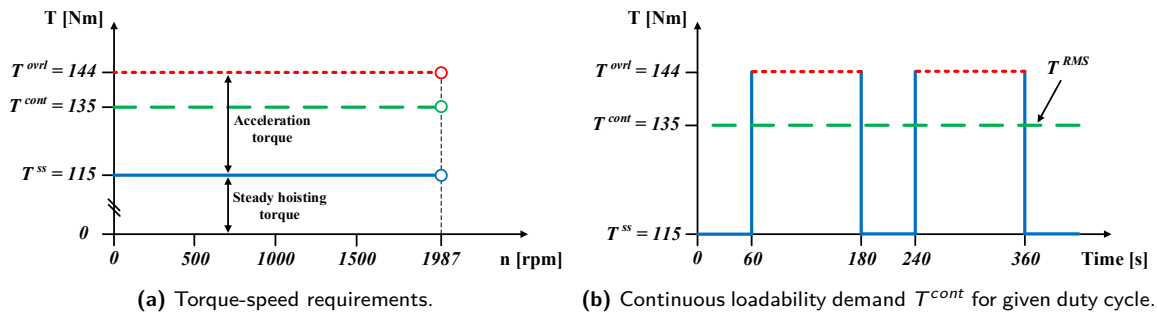 T [Nm]
T^ovrl = 144
T^cont = 135
T^ss = 115
0
Acceleration
torque
Steady hoisting
torque
0 500 1000 1500 1987 n [rpm]
(a) Torque-speed requirements.
T [Nm]
T^ovrl = 144
T^cont = 135
T^ss = 115
T^RMS
0 60 180 240 360 Time [s]
(b) Continuous loadability demand T^cont for given duty cycle.